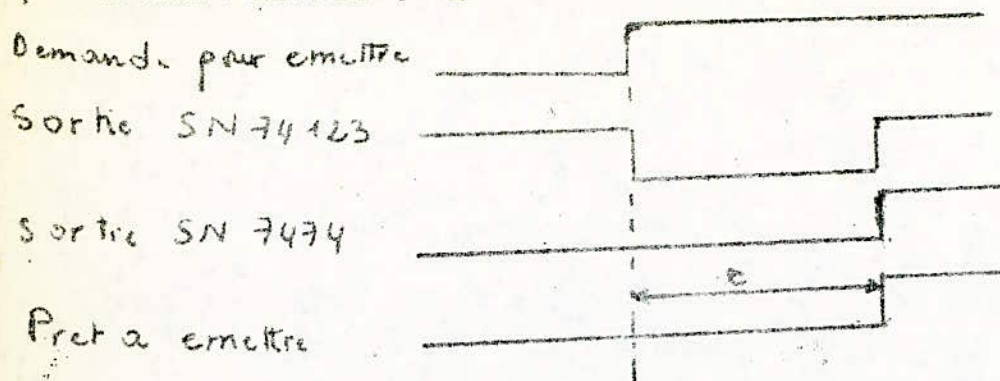 Demande pour emettre
Sortie SN 74123
Sortie SN 7474
τ
Pret a emettre